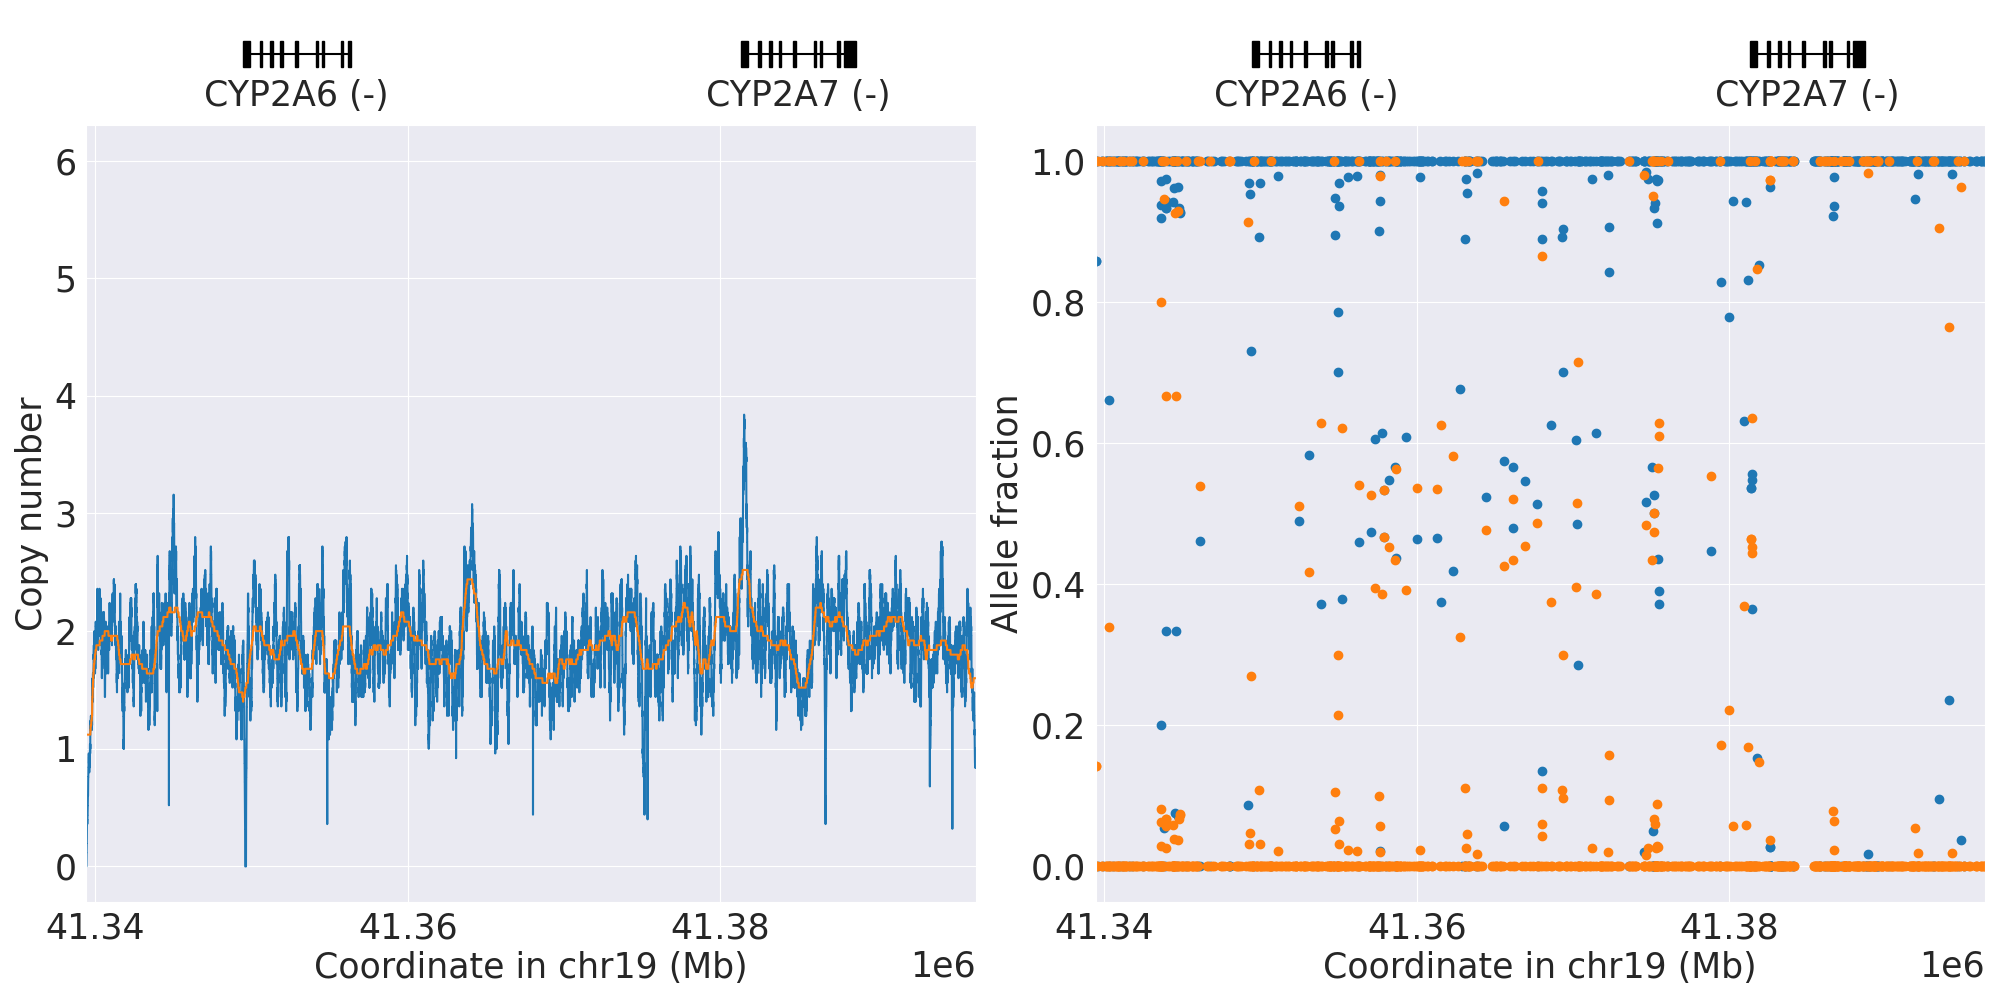 CYP2A6 (-)
CYP2A7 (-)
6
5
4
3
2
1
0
Copy number
41.34
41.36
41.38
Coordinate in chr19 (Mb)
1e6
CYP2A6 (-)
CYP2A7 (-)
1.0
0.8
0.6
0.4
0.2
0.0
Allele fraction
41.34
41.36
41.38
Coordinate in chr19 (Mb)
1e6